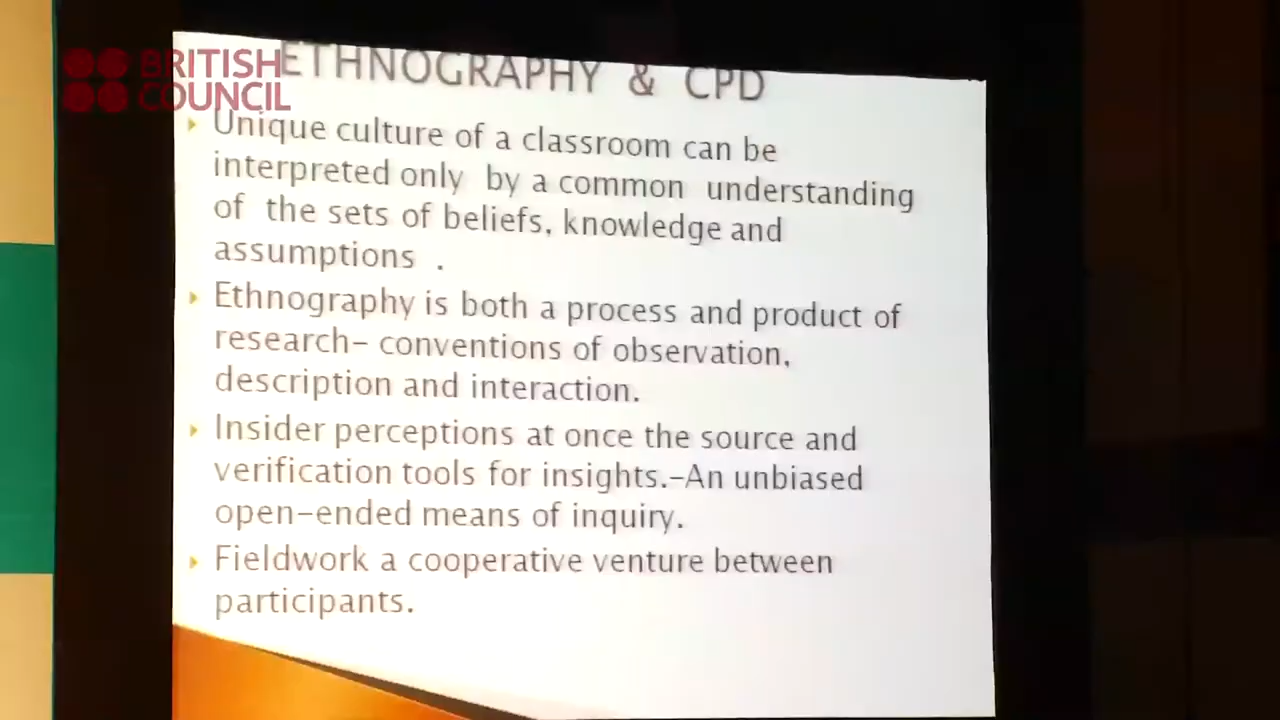 BRITISH
COUNCIL
ETHNOGRAPHY & CPD
Unique culture of a classroom can be
interpreted only by a common understanding
of the sets of beliefs, knowledge and
assumptions .
Ethnography is both a process and product of
research- conventions of observation,
description and interaction.
Insider perceptions at once the source and
verification tools for insights.-An unbiased
open-ended means of inquiry.
Fieldwork a cooperative venture between
participants.